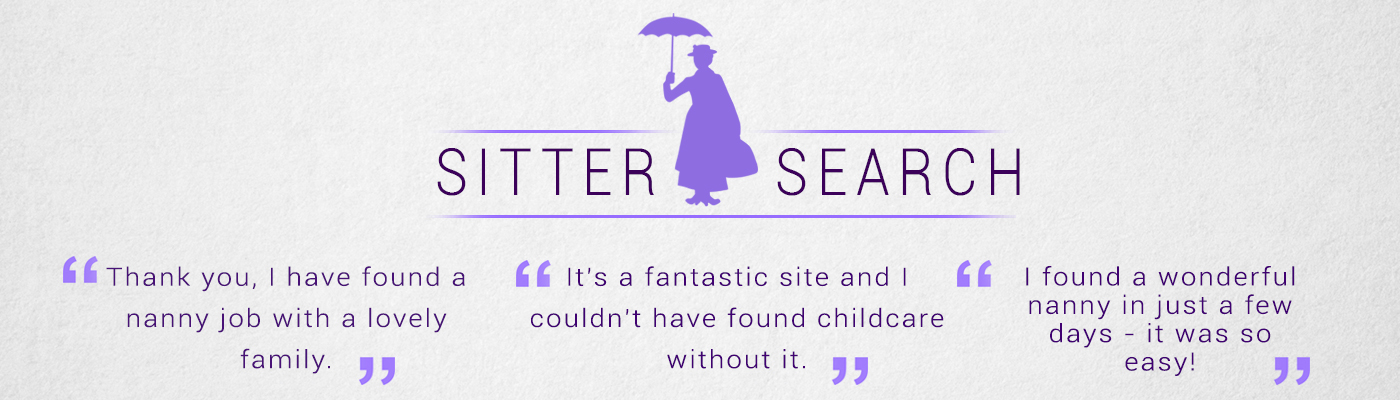 SITTER SEARCH
“Thank you, I have found a
nanny job with a lovely
family.”
“It's a fantastic site and I
couldn't have found childcare
without it.”
“I found a wonderful
nanny in just a few
days - it was so
easy!”